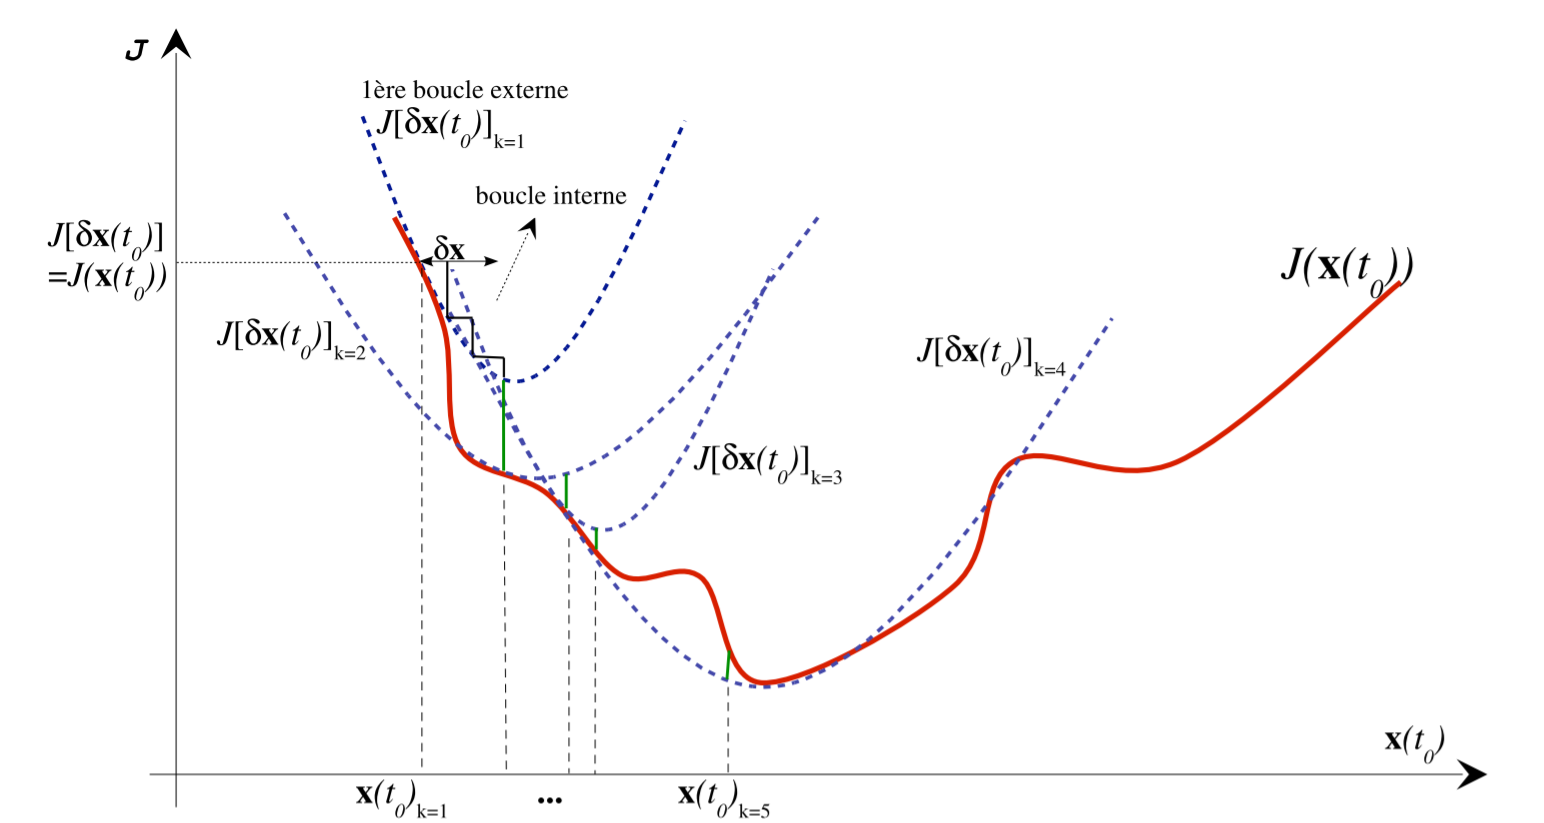 J
1ère boucle externe
J[δx(t₀)]ₖ₌₁
boucle interne
J[δx(t₀)]
=J(x(t₀))
δx
J(x(t₀))
J[δx(t₀)]ₖ₌₂
J[δx(t₀)]ₖ₌₄
J[δx(t₀)]ₖ₌₃
x(t₀)
x(t₀)ₖ₌₁
...
x(t₀)ₖ₌₅